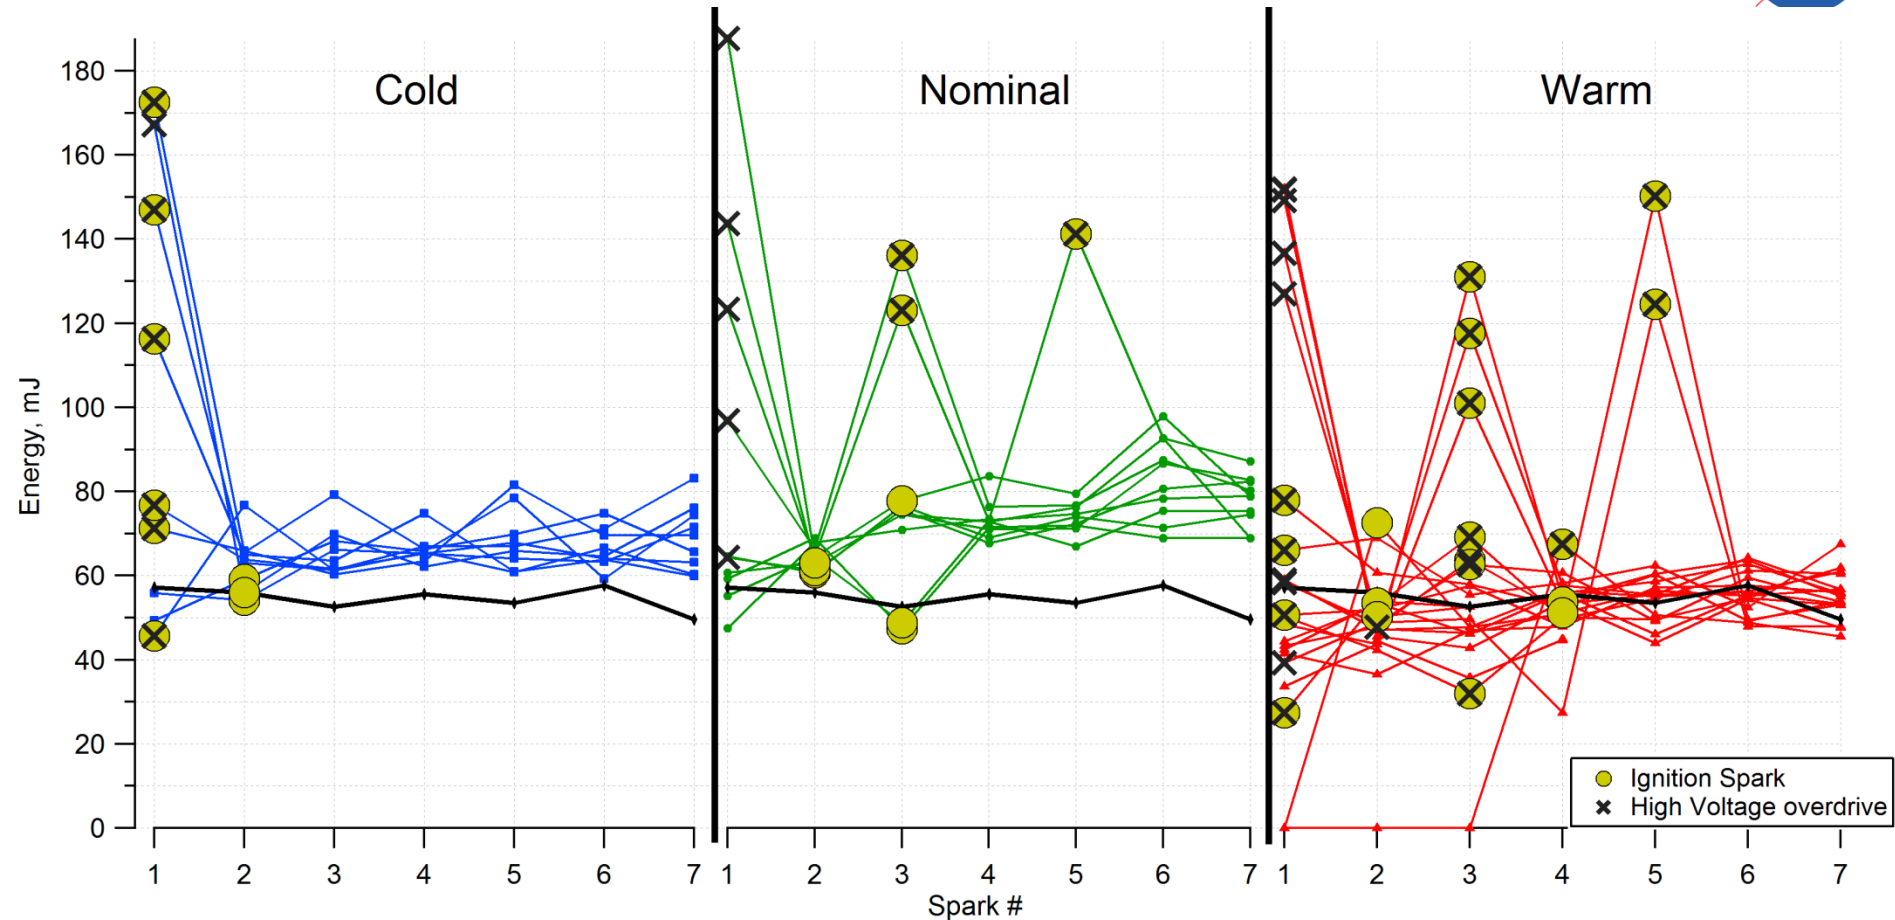 Cold
Nominal
Warm
Energy, mJ
180
160
140
120
100
80
60
40
20
0
1 2 3 4 5 6 7
1 2 3 4 5 6 7
1 2 3 4 5 6 7
Spark #
Ignition Spark
High Voltage overdrive